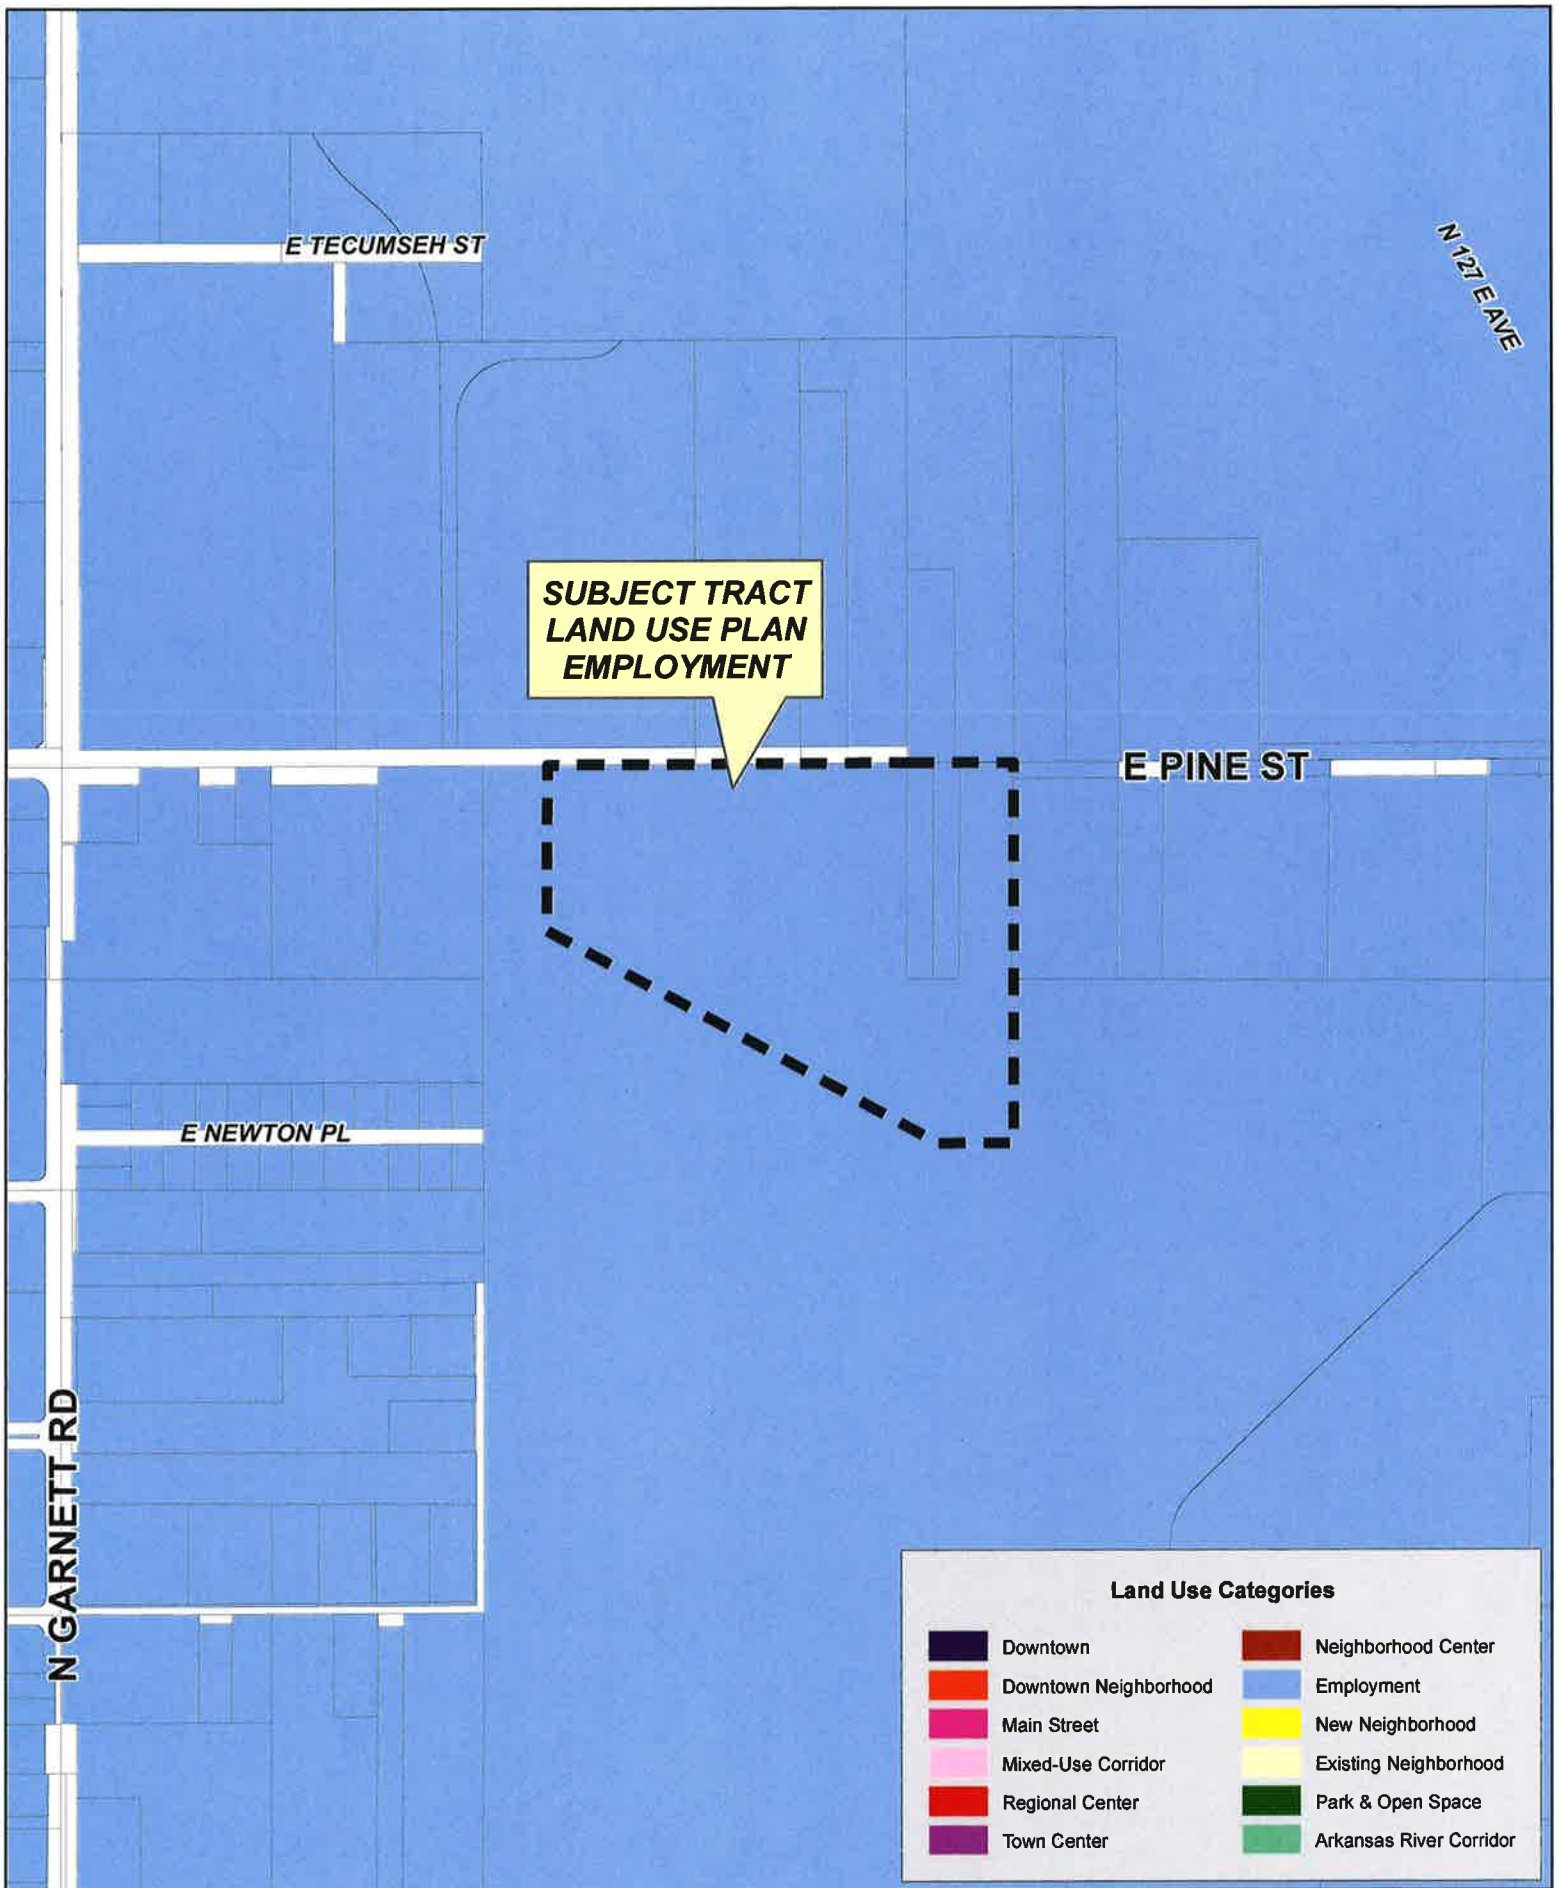 E TECUMSEH ST
N 127 E AVE
SUBJECT TRACT
LAND USE PLAN
EMPLOYMENT
E PINE ST
E NEWTON PL
N GARNETT RD
Land Use Categories
Downtown
Downtown Neighborhood
Main Street
Mixed-Use Corridor
Regional Center
Town Center
Neighborhood Center
Employment
New Neighborhood
Existing Neighborhood
Park & Open Space
Arkansas River Corridor